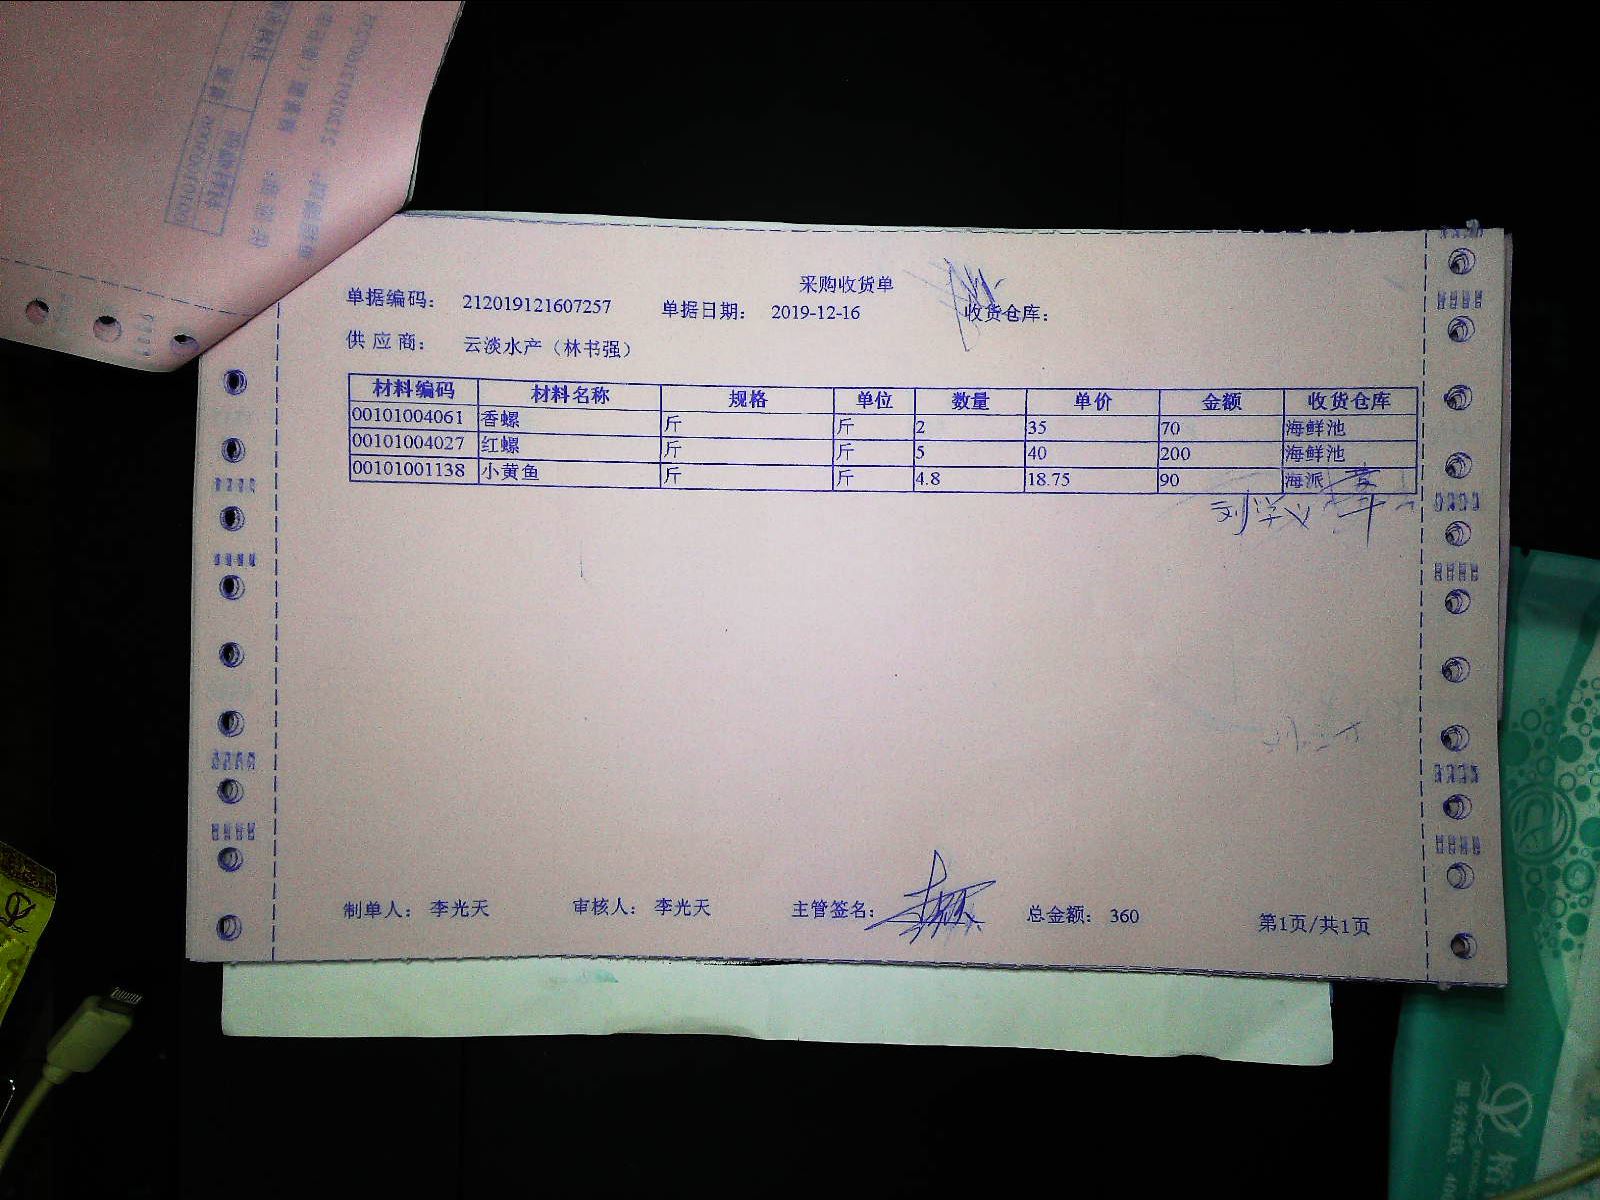 采购收货单
单据编码: 212019121607257 单据日期: 2019-12-16 收货仓库:
供应商: 云淡水产（林书强）
材料编码 材料名称 规格 单位 数量 单价 金额 收货仓库
00101004061 香螺 斤 斤 2 35 70 海鲜池
00101004027 红螺 斤 斤 5 40 200 海鲜池
00101001138 小黄鱼 斤 斤 4.8 18.75 90 海派
制单人: 李光天 审核人: 李光天 主管签名: 总金额: 360 第1页/共1页